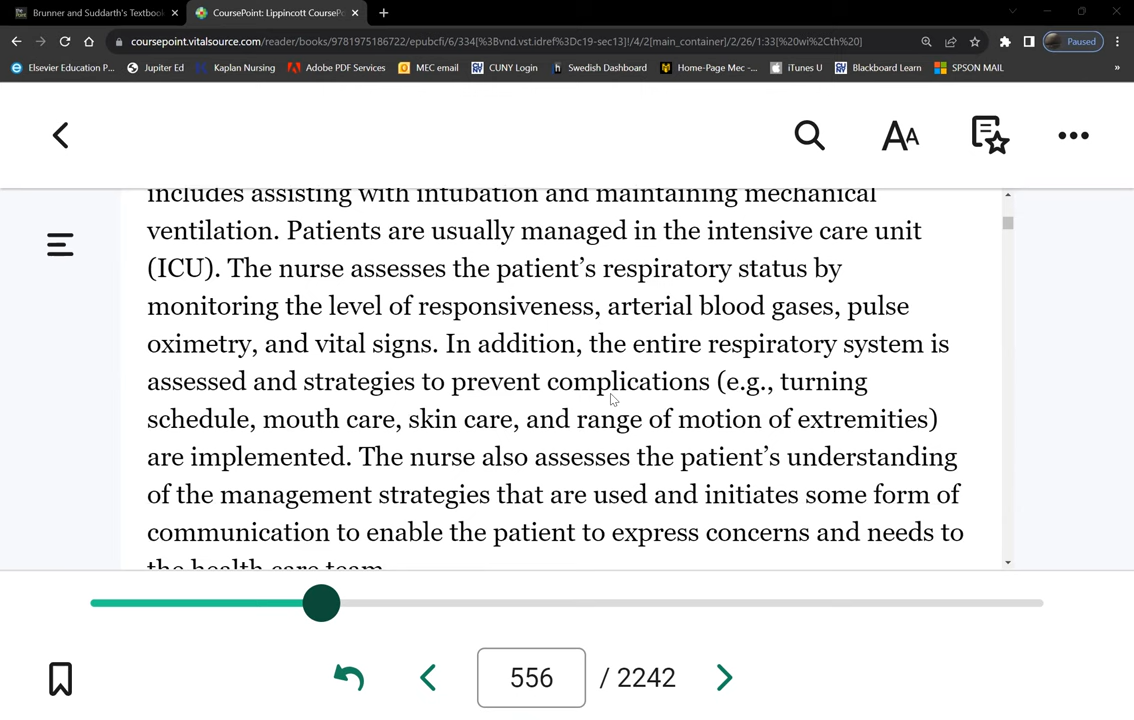 Brunner and Suddarth's Textbook
CoursePoint: Lippincott CourseP
coursepoint.vitalsource.com/reader/books/9781975186722/epubcfi/6/334[%3Bvnd.vst.idref%3Dc19-sec13]!/4/2[main_container]/2/26/1:33[%20wi%2Cth%20]
Paused
Elsevier Education P...
Jupiter Ed
Kaplan Nursing
Adobe PDF Services
MEC email
CUNY Login
Swedish Dashboard
Home-Page Mec -...
iTunes U
Blackboard Learn
SPSON MAIL
»
AA
includes assisting with intubation and maintaining mechanical
ventilation. Patients are usually managed in the intensive care unit
(ICU). The nurse assesses the patient's respiratory status by
monitoring the level of responsiveness, arterial blood gases, pulse
oximetry, and vital signs. In addition, the entire respiratory system is
assessed and strategies to prevent complications (e.g., turning
schedule, mouth care, skin care, and range of motion of extremities)
are implemented. The nurse also assesses the patient's understanding
of the management strategies that are used and initiates some form of
communication to enable the patient to express concerns and needs to
the health care team.
556 / 2242